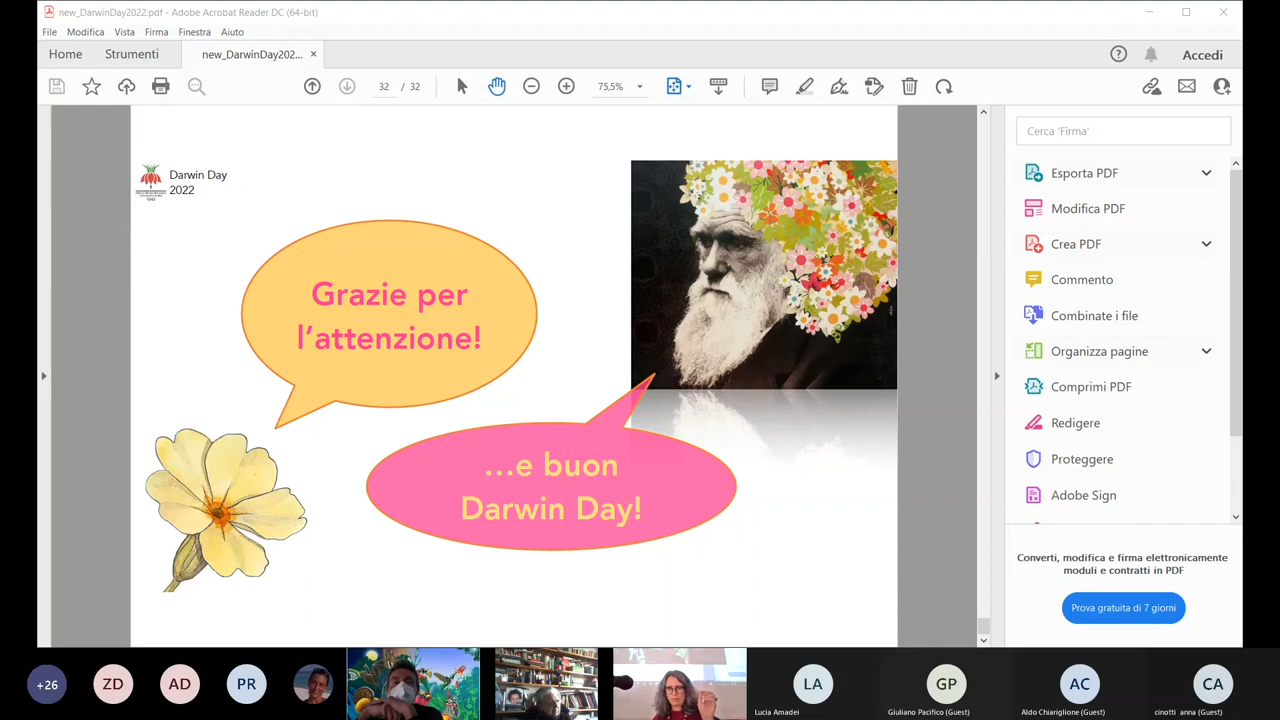 new_DarwinDay2022.pdf - Adobe Acrobat Reader DC (64-bit)
File Modifica Vista Firma Finestra Aiuto
Home Strumenti new_DarwinDay202... × Accedi
32 / 32 75,5%
Cerca 'Firma'
Darwin Day
2022
Esporta PDF
Modifica PDF
Crea PDF
Commento
Combinate i file
Organizza pagine
Comprimi PDF
Redigere
Proteggere
Adobe Sign
Grazie per
l'attenzione!
...e buon
Darwin Day!
Converti, modifica e firma elettronicamente
moduli e contratti in PDF
Prova gratuita di 7 giorni
+26 ZD AD PR LA GP AC CA
Lucia Amadei Giuliano Pacifico (Guest) Aldo Chiariglione (Guest) cinotti anna (Guest)